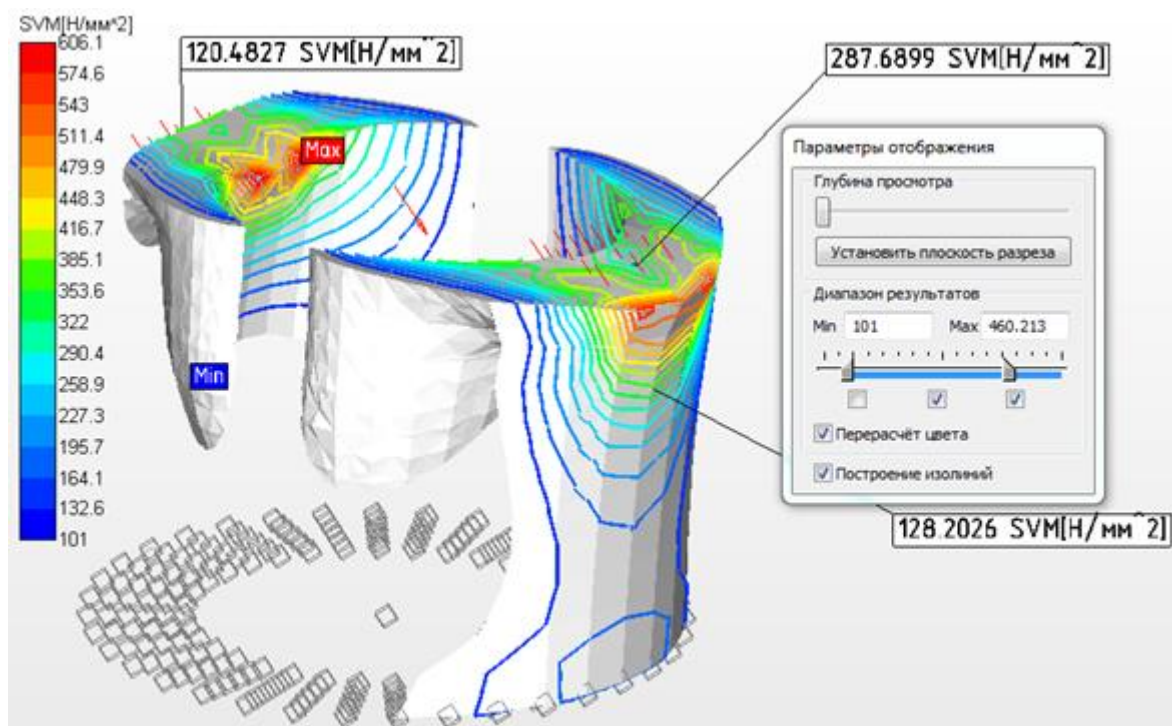 SVM[Н/мм^2]
606.1
574.6
543
511.4
479.9
448.3
416.7
385.1
353.6
322
290.4
258.9
227.3
195.7
164.1
132.6
101
120.4827 SVM[Н/мм^2]
287.6899 SVM[Н/мм^2]
Max
Min
Параметры отображения
Глубина просмотра
Установить плоскость разреза
Диапазон результатов
Min 101 Max 460.213
Перерасчёт цвета
Построение изолиний
128.2026 SVM[Н/мм^2]